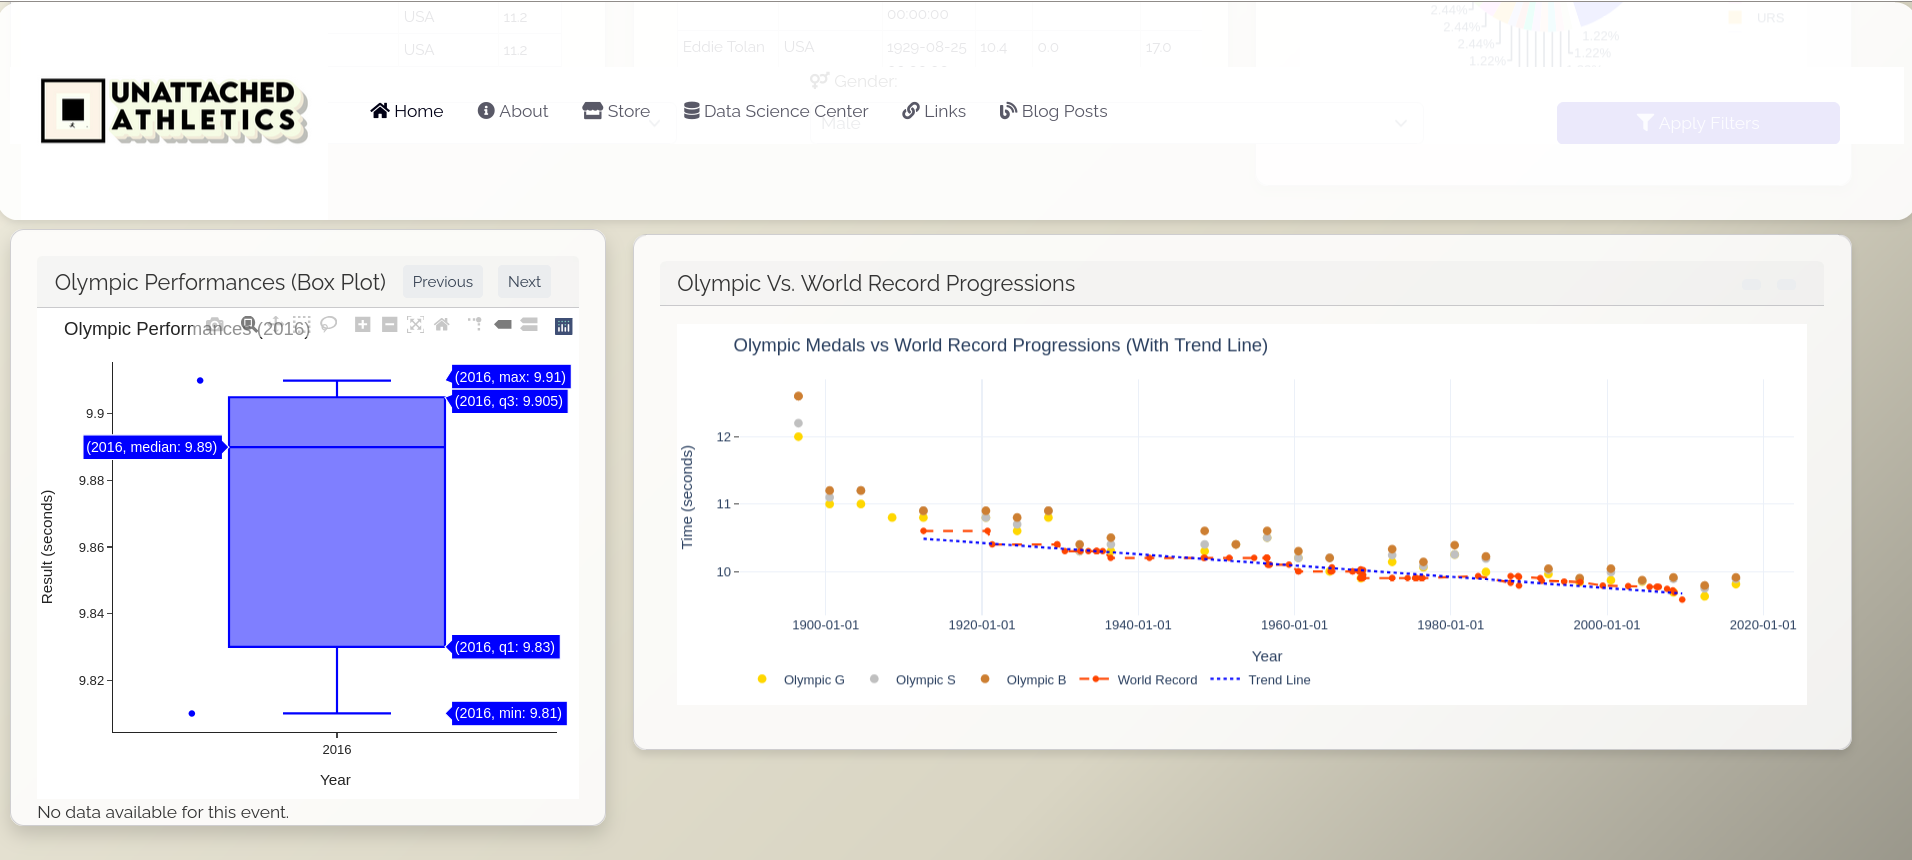 USA 11.2
00:00:00
USA 11.2
Eddie Tolan USA 1929-08-25 10.4 0.0 17.0
2.44%
2.44%
2.44%
1.22%
1.22%
1.22%
URS
Gender:
Male
Apply Filters
UNATTACHED
ATHLETICS
Home About Store Data Science Center Links Blog Posts
Olympic Performances (Box Plot) Previous Next
Olympic Performances (2016)
(2016, max: 9.91)
(2016, q3: 9.905)
(2016, median: 9.89)
(2016, q1: 9.83)
(2016, min: 9.81)
9.9
9.88
9.86
9.84
9.82
Result (seconds)
2016
Year
No data available for this event.
Olympic Vs. World Record Progressions
Olympic Medals vs World Record Progressions (With Trend Line)
12
11
10
Time (seconds)
1900-01-01 1920-01-01 1940-01-01 1960-01-01 1980-01-01 2000-01-01 2020-01-01
Year
Olympic G Olympic S Olympic B World Record Trend Line